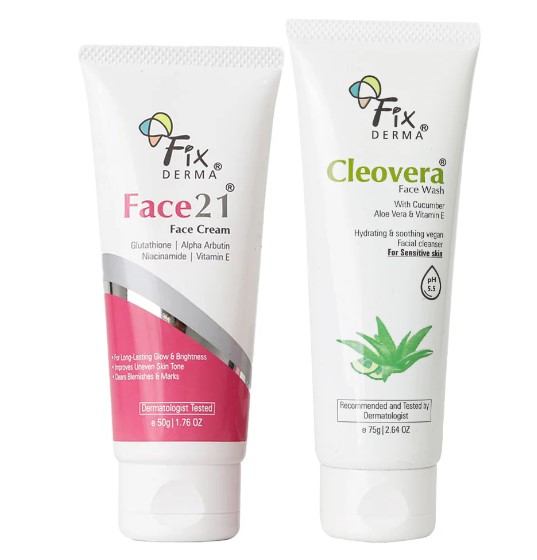 Fix
DERMA®
Face21®
Face Cream
Glutathione | Alpha Arbutin
Niacinamide | Vitamin E
• For Long-Lasting Glow & Brightness
• Improves Uneven Skin Tone
• Clears Blemishes & Marks
Dermatologist Tested
e 50g | 1.76 OZ
Fix
DERMA®
Cleovera®
Face Wash
With Cucumber
Aloe Vera & Vitamin E
Hydrating & soothing vegan
Facial cleanser
For Sensitive skin
pH
5.5
Recommended and Tested by
Dermatologist
e 75g | 2.64 OZ